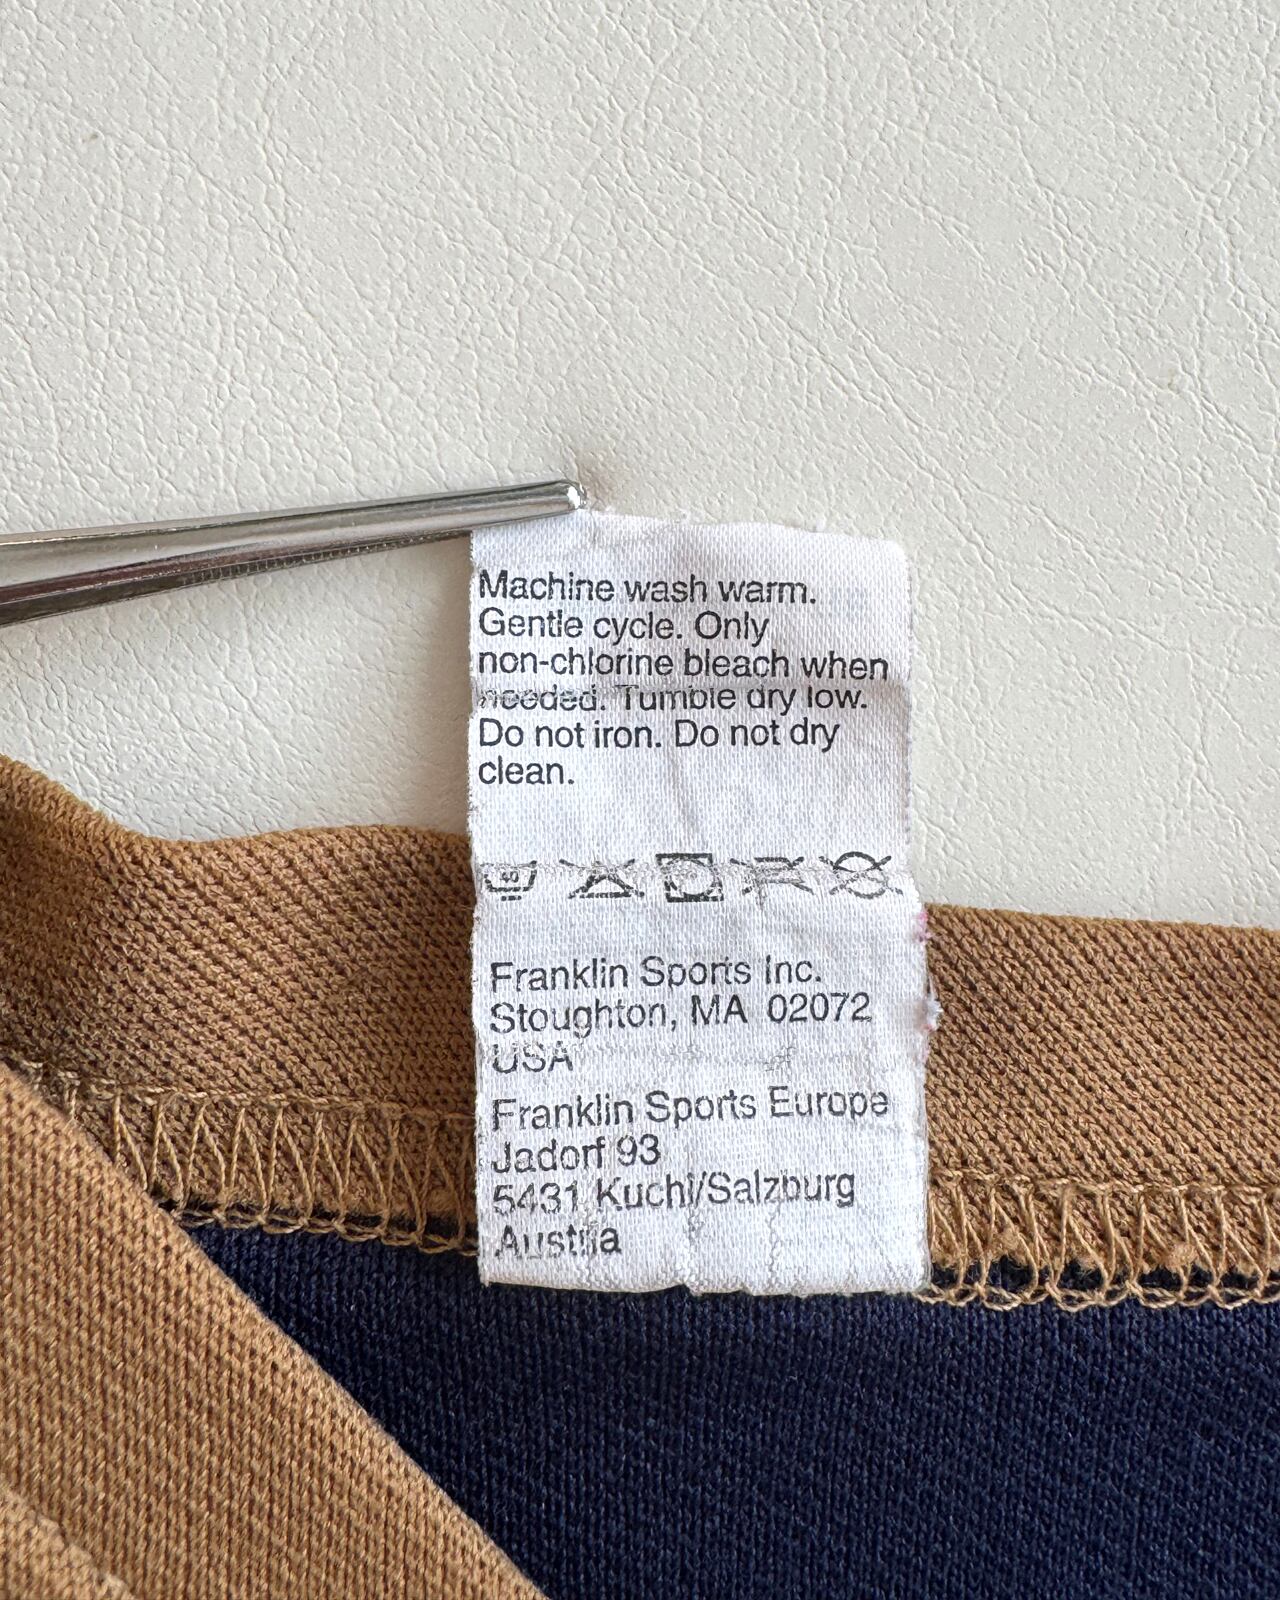 Machine wash warm.
Gentle cycle. Only
non-chlorine bleach when
needed. Tumble dry low.
Do not iron. Do not dry
clean.
40
Franklin Sports Inc.
Stoughton, MA 02072
USA
Franklin Sports Europe
Jadorf 93
5431 Kuchl/Salzburg
Austria